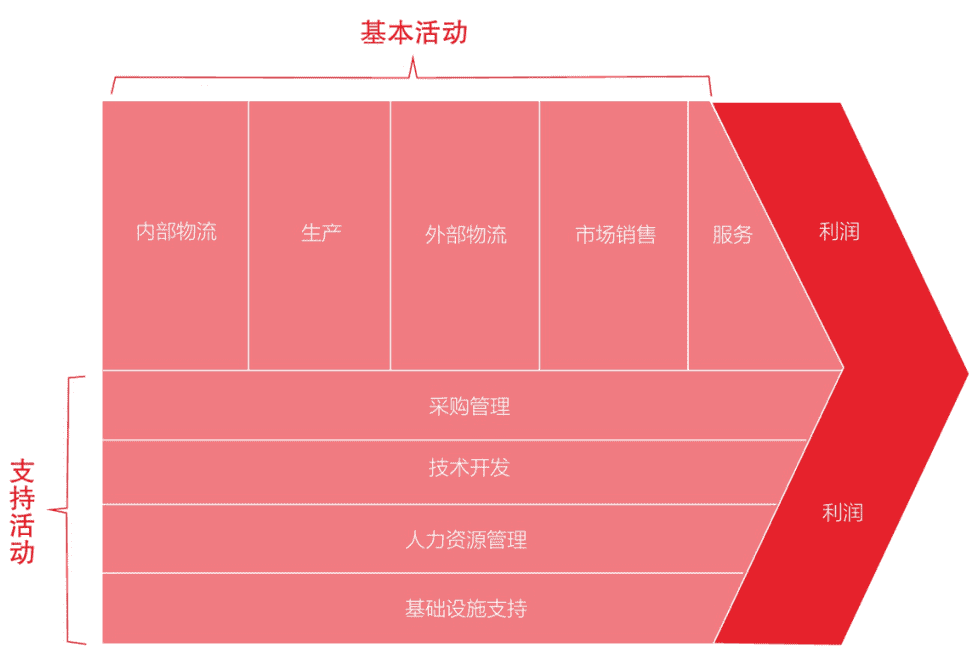 基本活动
内部物流
生产
外部物流
市场销售
服务
利润
支持活动
采购管理
技术开发
人力资源管理
基础设施支持
利润